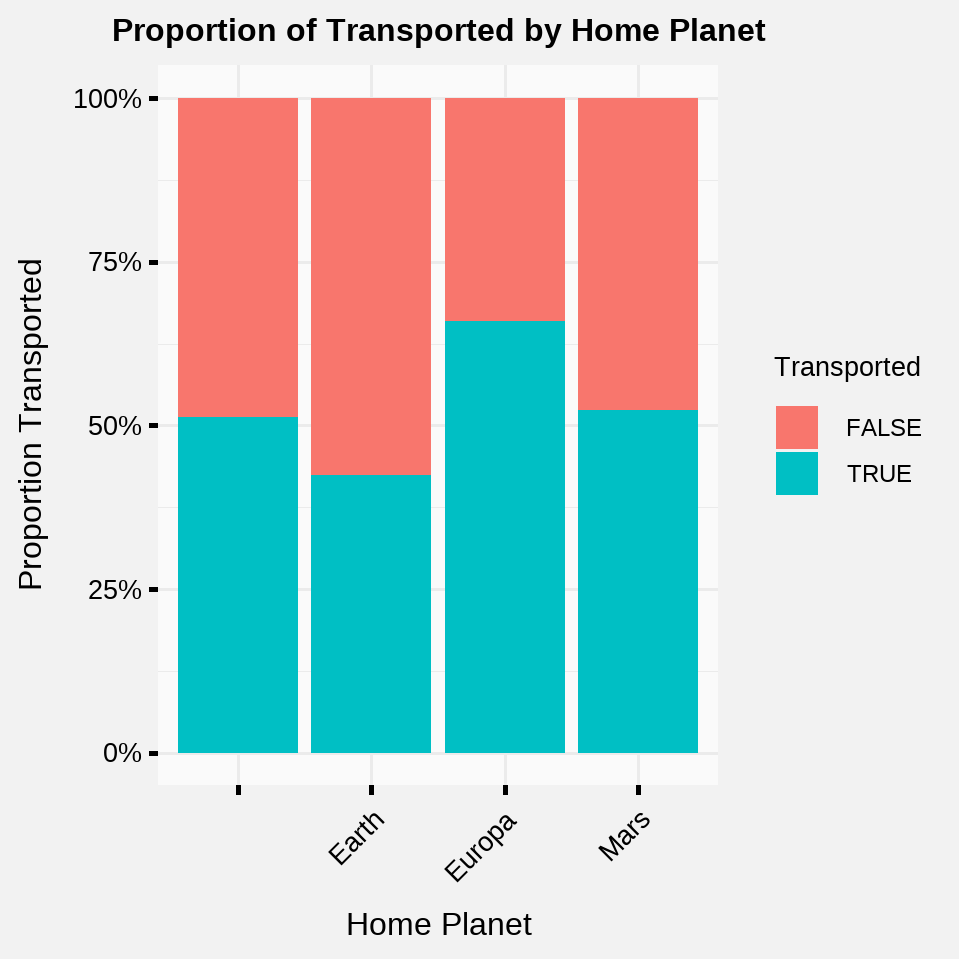 Proportion of Transported by Home Planet
Proportion Transported
100%
75%
50%
25%
0%
Earth
Europa
Mars
Home Planet
Transported
FALSE
TRUE